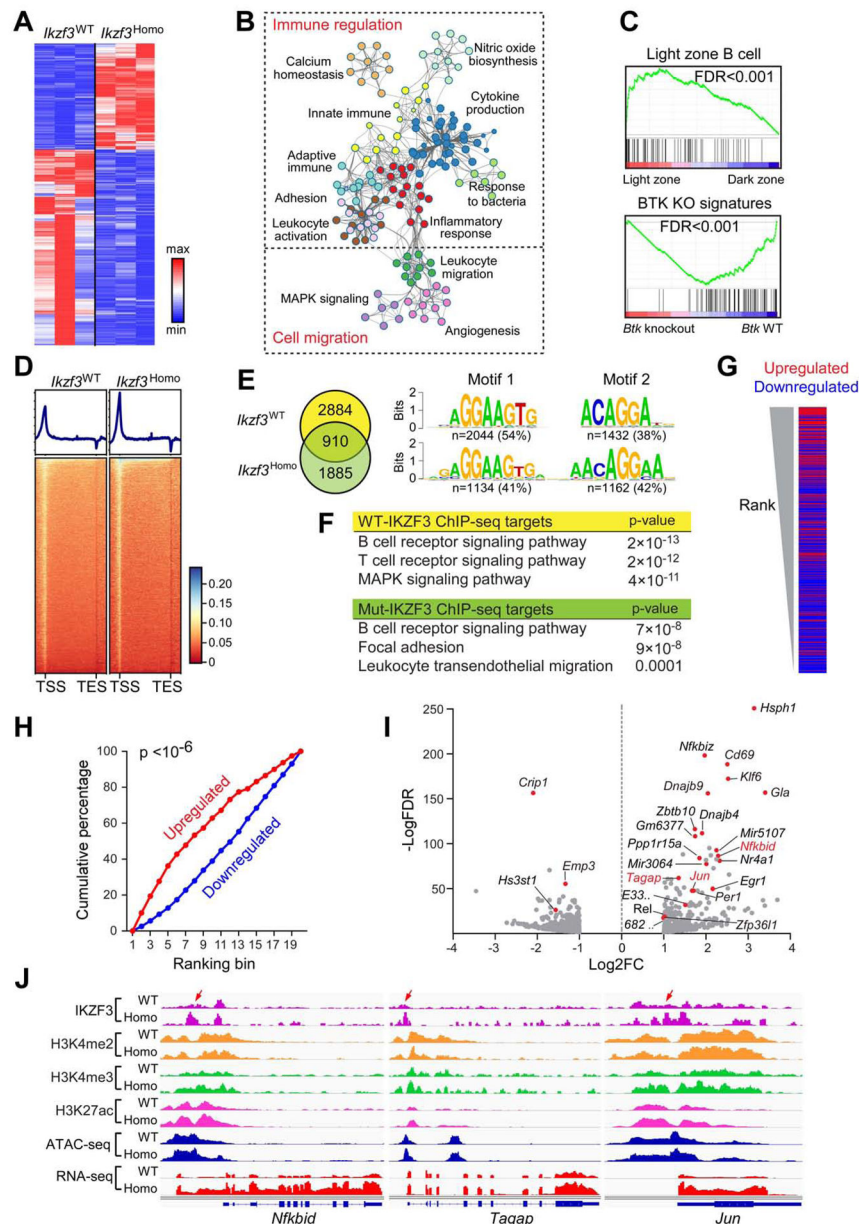 A
Ikzf3WT Ikzf3Homo
max
min
B
Immune regulation
Calcium
homeostasis
Nitric oxide
biosynthesis
Innate immune
Cytokine
production
Adaptive
immune
Adhesion
Response
to bacteria
Leukocyte
activation
Inflammatory
response
Leukocyte
migration
MAPK signaling
Angiogenesis
Cell migration
C
Light zone B cell
FDR<0.001
Light zone Dark zone
BTK KO signatures
FDR<0.001
Btk knockout Btk WT
D
Ikzf3WT Ikzf3Homo
0.20
0.15
0.10
0.05
0
TSS TES TSS TES
E
Ikzf3WT
Ikzf3Homo
2884
910
1885
Motif 1 Motif 2
Bits
2
1
0
AGGAAGTG
ACAGGA
n=2044 (54%) n=1432 (38%)
Bits
2
1
0
GGAAGTG
AACAGGAA
n=1134 (41%) n=1162 (42%)
F
WT-IKZF3 ChIP-seq targets p-value
B cell receptor signaling pathway 2×10-13
T cell receptor signaling pathway 2×10-12
MAPK signaling pathway 4×10-11
Mut-IKZF3 ChIP-seq targets p-value
B cell receptor signaling pathway 7×10-8
Focal adhesion 9×10-8
Leukocyte transendothelial migration 0.0001
G
Upregulated
Downregulated
Rank
H
p <10-6
Cumulative percentage
100
80
60
40
20
0
Upregulated
Downregulated
1 3 5 7 9 11 13 15 17 19
Ranking bin
I
-LogFDR
250
200
150
100
50
Hsph1
Nfkbiz
Cd69
Klf6
Crip1
Dnajb9
Gla
Zbtb10
Dnajb4
Gm6377
Mir5107
Ppp1r15a
Nfkbid
Mir3064
Nr4a1
Emp3
Tagap
Jun
Egr1
Hs3st1
E33..
Per1
Rel
682 ..
Zfp36l1
-4 -3 -2 -1 0 1 2 3 4
Log2FC
J
IKZF3
WT
Homo
H3K4me2
WT
Homo
H3K4me3
WT
Homo
H3K27ac
WT
Homo
ATAC-seq
WT
Homo
RNA-seq
WT
Homo
Nfkbid Tagap Jun